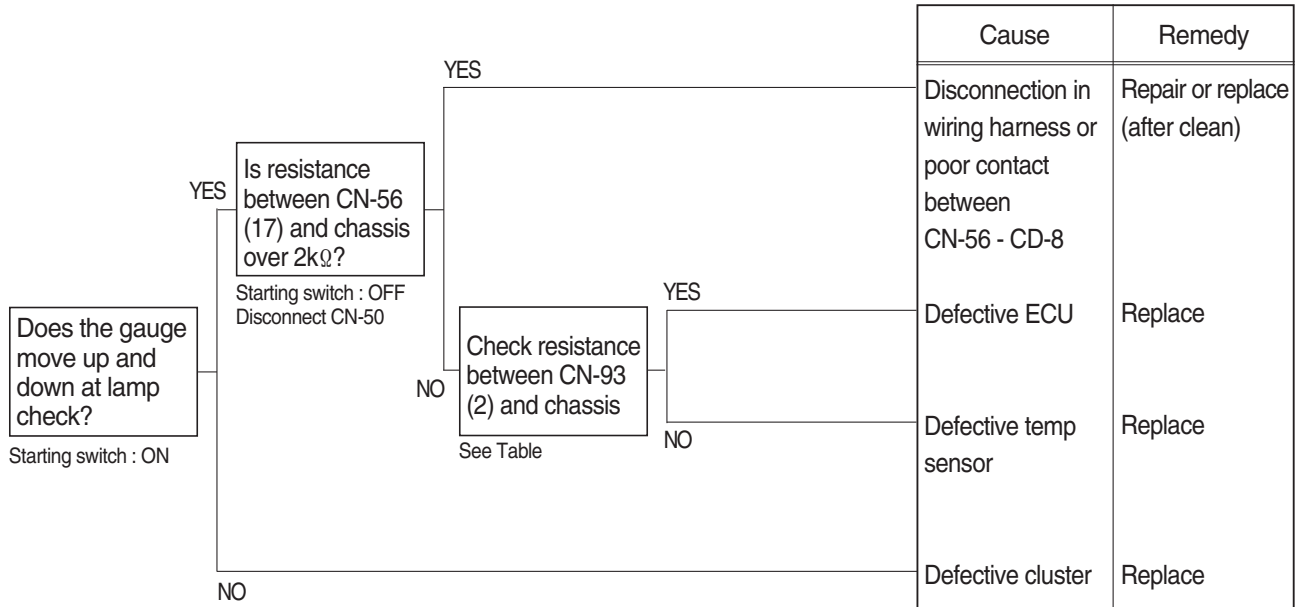 Cause
Remedy
YES
Disconnection in
wiring harness or
poor contact
between
CN-56 - CD-8
Repair or replace
(after clean)
YES
Is resistance
between CN-56
(17) and chassis
over 2kΩ?
Starting switch : OFF
Disconnect CN-50
YES
Defective ECU
Replace
Does the gauge
move up and
down at lamp
check?
Starting switch : ON
NO
Check resistance
between CN-93
(2) and chassis
See Table
NO
Defective temp
sensor
Replace
NO
Defective cluster
Replace